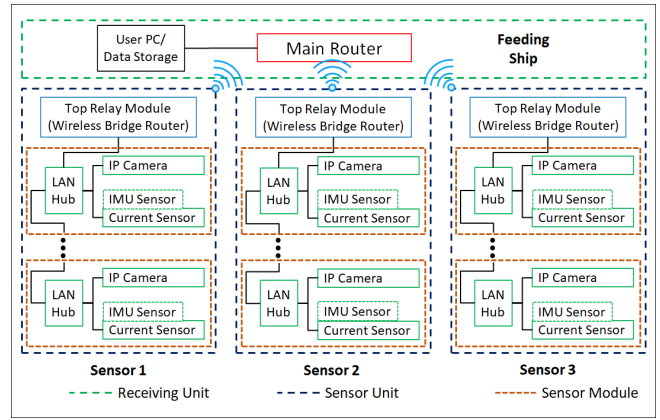 User PC/
Data Storage
Main Router
Feeding
Ship
Top Relay Module
(Wireless Bridge Router)
LAN
Hub
IP Camera
IMU Sensor
Current Sensor
LAN
Hub
IP Camera
IMU Sensor
Current Sensor
Sensor 1
Top Relay Module
(Wireless Bridge Router)
LAN
Hub
IP Camera
IMU Sensor
Current Sensor
LAN
Hub
IP Camera
IMU Sensor
Current Sensor
Sensor 2
Top Relay Module
(Wireless Bridge Router)
LAN
Hub
IP Camera
IMU Sensor
Current Sensor
LAN
Hub
IP Camera
IMU Sensor
Current Sensor
Sensor 3
Receiving Unit
Sensor Unit
Sensor Module